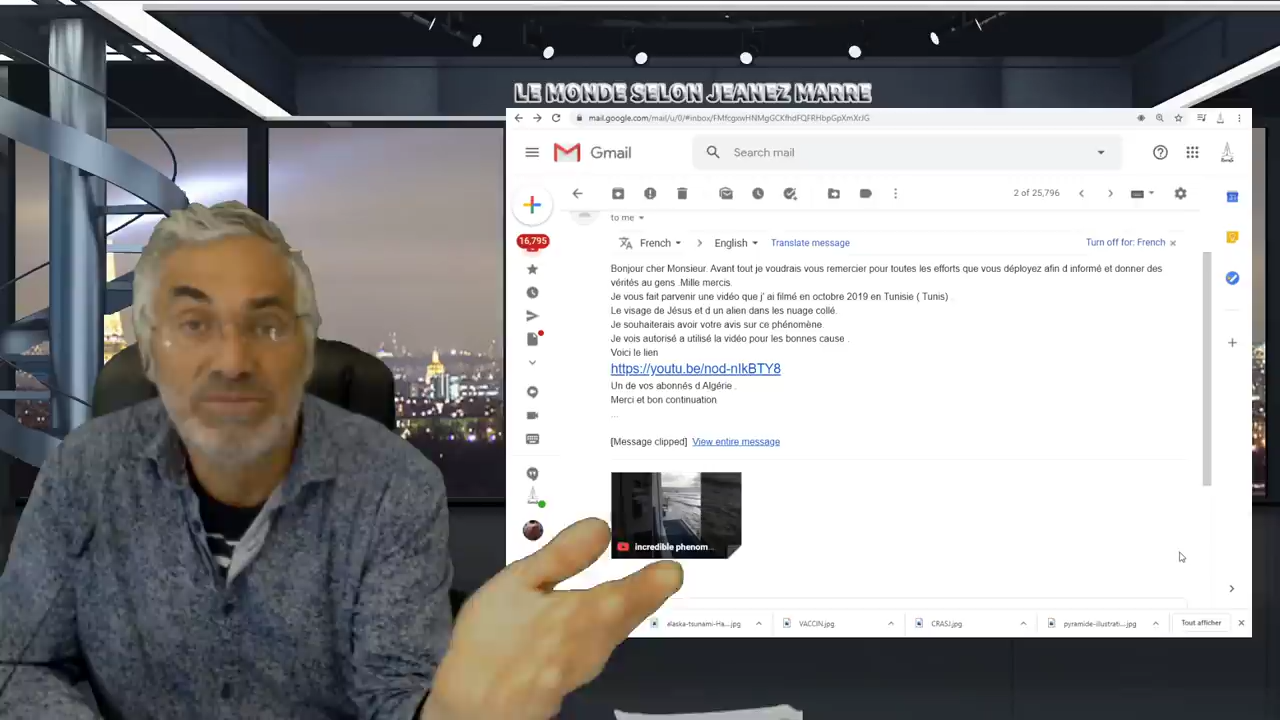 LE MONDE SELON JEANEZ MARRE
mail.google.com/mail/u/0/#inbox/FMfcgxwHNMgGCKfhdFQFRHbpGpXmXrJG
Gmail
Search mail
2 of 25,796
to me
16,795
French > English Translate message Turn off for: French ×
Bonjour cher Monsieur. Avant tout je voudrais vous remercier pour toutes les efforts que vous déployez afin d informé et donner des
vérités au gens .Mille mercis.
Je vous fait parvenir une vidéo que j' ai filmé en octobre 2019 en Tunisie ( Tunis) .
Le visage de Jésus et d un alien dans les nuage collé.
Je souhaiterais avoir votre avis sur ce phénomène.
Je vois autorisé a utilisé la vidéo pour les bonnes cause .
Voici le lien
https://youtu.be/nod-nIkBTY8
Un de vos abonnés d Algérie .
Merci et bon continuation
...
[Message clipped] View entire message
incredible phenom...
alaska-tsunami-Ha....jpg VACCIN.jpg CRASJ.jpg pyramide-illustrati....jpg Tout afficher